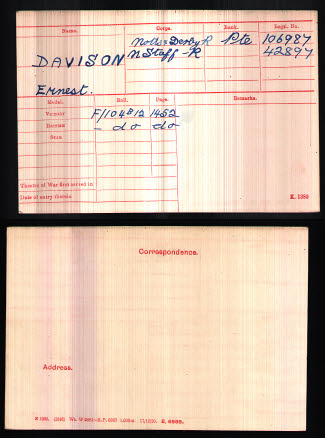 Name. Corps. Rank. Regtl. No.
Notts & Derby R Pte 106987
DAVISON N Staff. R 42897
Ernest.
Medal. Roll. Page. Remarks.
Victory F/104B12 1452
British – do do
Star
Theatre of War first served in
Date of entry therein
K. 1380
Correspondence.
Address.